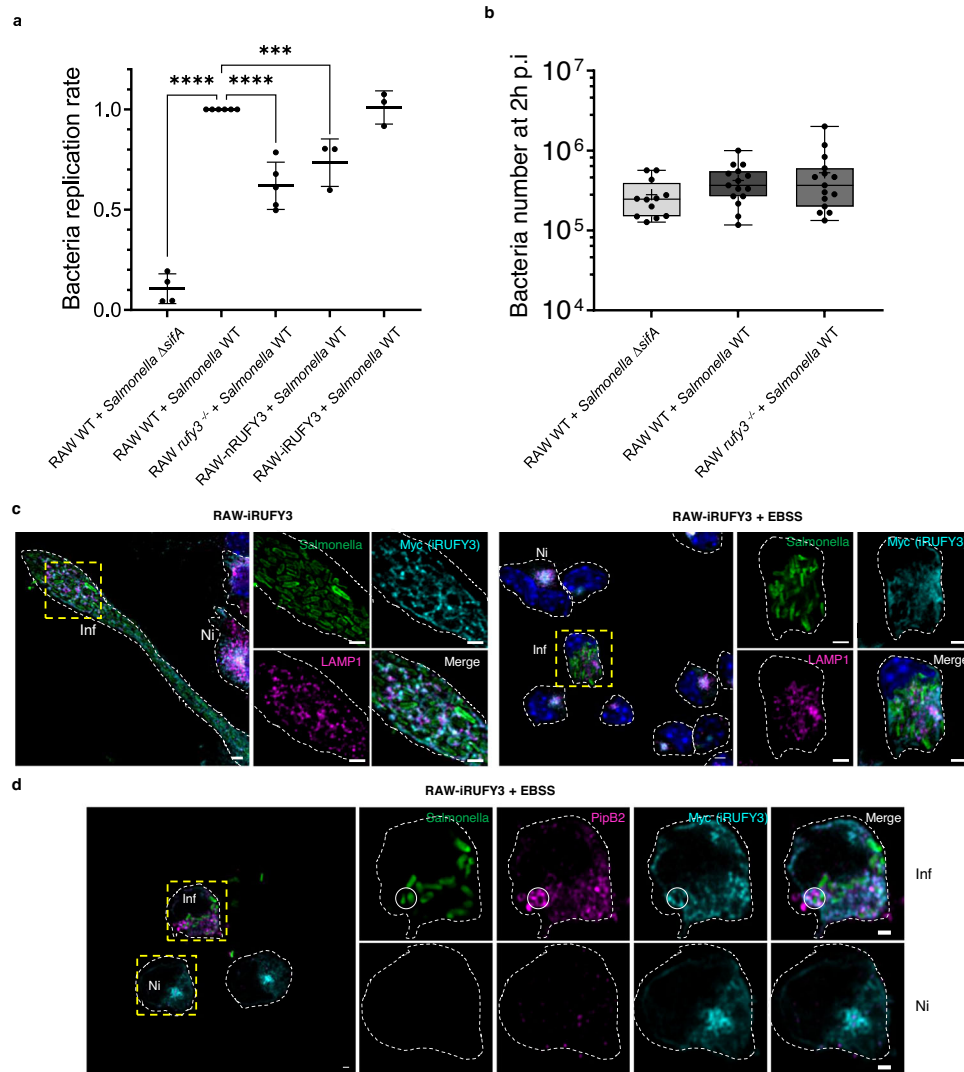 a
b
Bacteria replication rate
1.0
0.5
0.0
****
****
***
RAW WT + Salmonella ΔsifA
RAW WT + Salmonella WT
RAW rufy3 -/- + Salmonella WT
RAW-nRUFY3 + Salmonella WT
RAW-iRUFY3 + Salmonella WT
Bacteria number at 2h p.i
10⁷
10⁶
10⁵
10⁴
RAW WT + Salmonella ΔsifA
RAW WT + Salmonella WT
RAW rufy3 -/- + Salmonella WT
c
RAW-iRUFY3
RAW-iRUFY3 + EBSS
Inf
Ni
Salmonella
Myc (iRUFY3)
LAMP1
Merge
Ni
Inf
Salmonella
Myc (iRUFY3
LAMP1
Merge
d
RAW-iRUFY3 + EBSS
Inf
Ni
Salmonella
PipB2
Myc (iRUFY3)
Merge
Inf
Ni